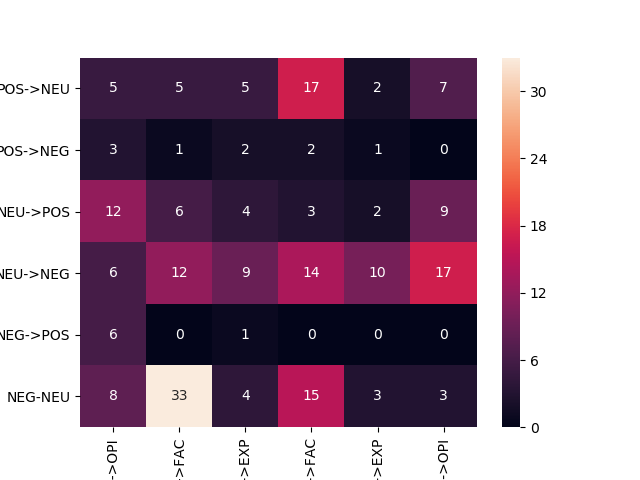 POS->NEU 5 5 5 17 2 7
POS->NEG 3 1 2 2 1 0
NEU->POS 12 6 4 3 2 9
NEU->NEG 6 12 9 14 10 17
NEG->POS 6 0 1 0 0 0
NEG-NEU 8 33 4 15 3 3
->OPI
->FAC
->EXP
->FAC
->EXP
->OPI
30
24
18
12
6
0